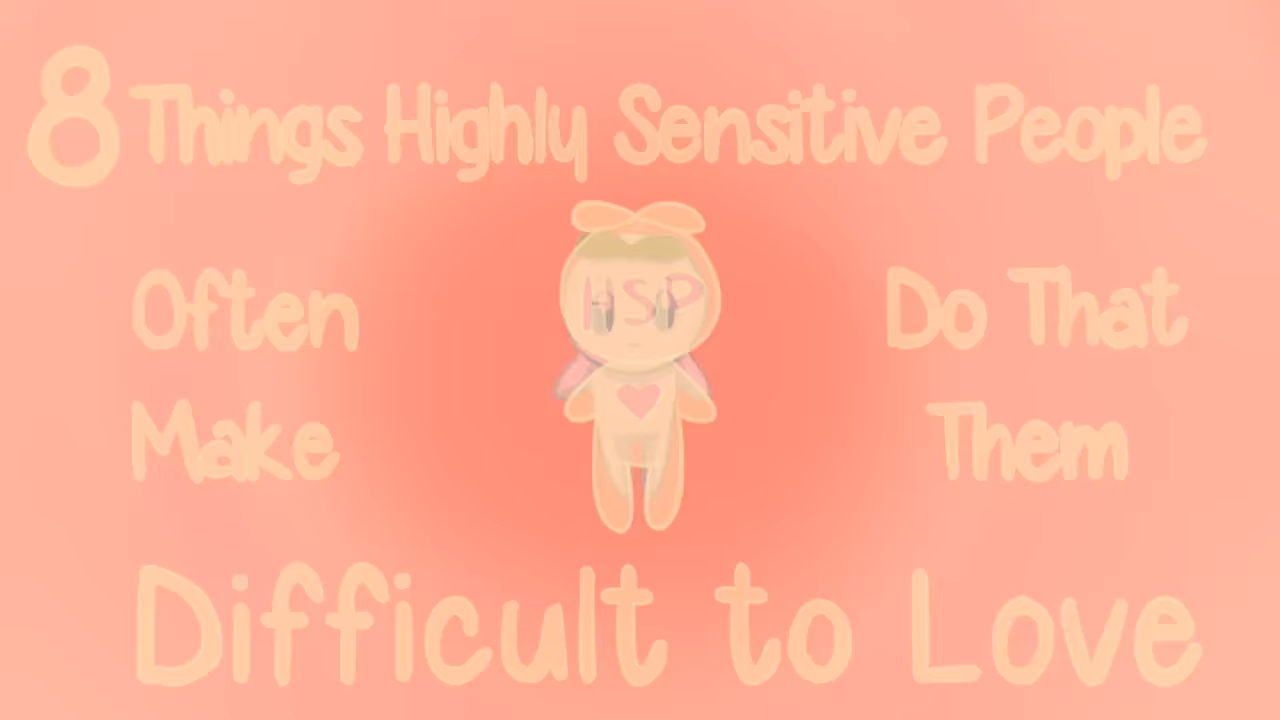 8 Things Highly Sensitive People
Often Do That
HSP
Make Them
Difficult to Love